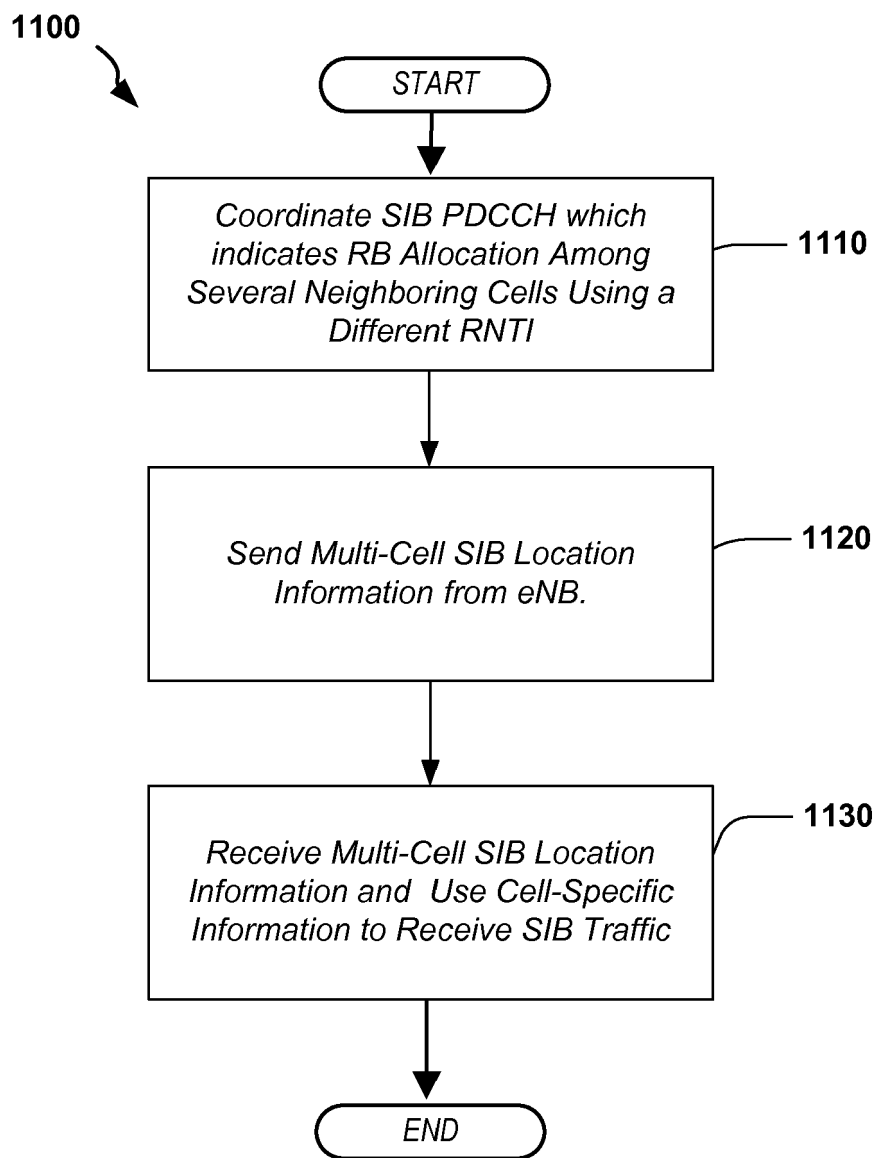 1100
START
Coordinate SIB PDCCH which
indicates RB Allocation Among
Several Neighboring Cells Using a
Different RNTI
1110
Send Multi-Cell SIB Location
Information from eNB.
1120
Receive Multi-Cell SIB Location
Information and Use Cell-Specific
Information to Receive SIB Traffic
1130
END